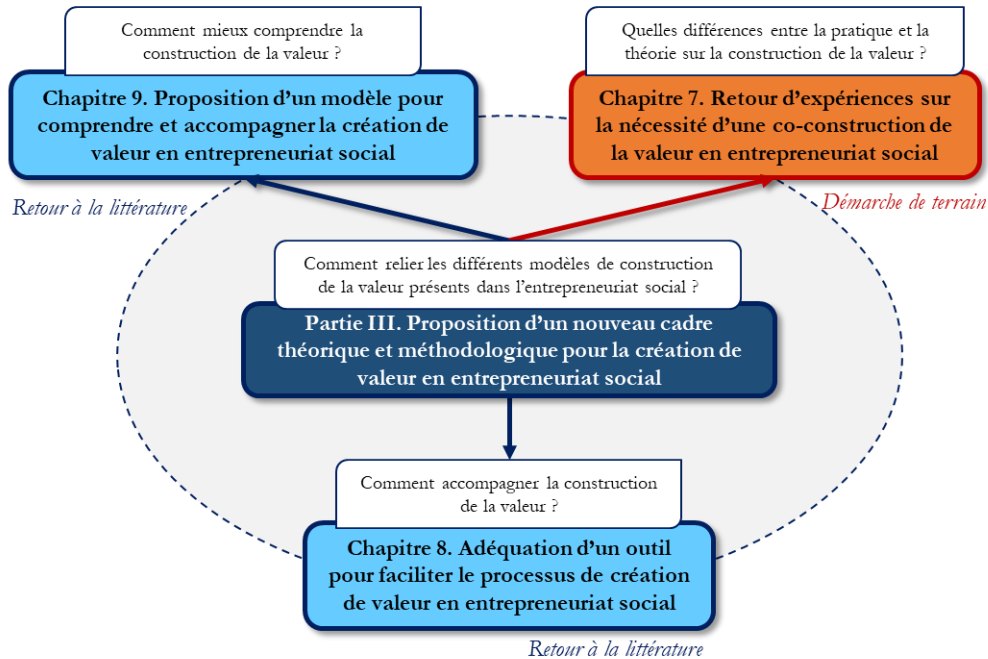 Comment mieux comprendre la
construction de la valeur ?
Chapitre 9. Proposition d'un modèle pour
comprendre et accompagner la création de
valeur en entrepreneuriat social
Retour à la littérature
Quelles différences entre la pratique et la
théorie sur la construction de la valeur ?
Chapitre 7. Retour d'expériences sur
la nécessité d'une co-construction de
la valeur en entrepreneuriat social
Démarche de terrain
Comment relier les différents modèles de construction
de la valeur présents dans l'entrepreneuriat social ?
Partie III. Proposition d'un nouveau cadre
théorique et méthodologique pour la création de
valeur en entrepreneuriat social
Comment accompagner la construction
de la valeur ?
Chapitre 8. Adéquation d'un outil
pour faciliter le processus de création
de valeur en entrepreneuriat social
Retour à la littérature